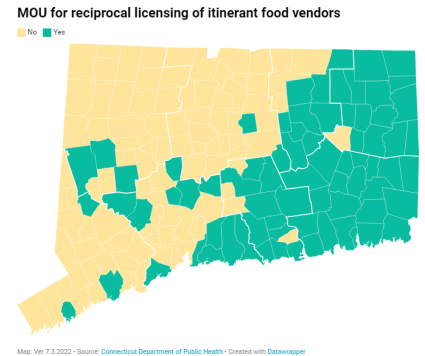 MOU for reciprocal licensing of itinerant food vendors
No Yes
Map: Ver 7.3.2022 • Source: Connecticut Department of Public Health • Created with Datawrapper